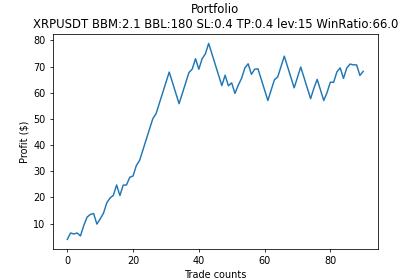 Portfolio
XRPUSDT BBM:2.1 BBL:180 SL:0.4 TP:0.4 lev:15 WinRatio:66.0
80
70
60
50
40
30
20
10
Profit ($)
0 20 40 60 80
Trade counts